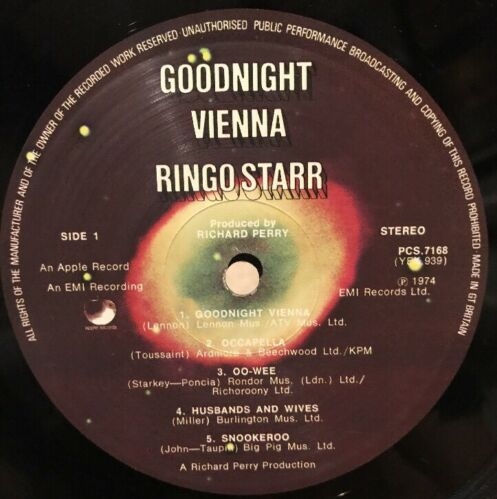 ALL RIGHTS OF THE MANUFACTURER AND OF THE OWNER OF THE RECORDED WORK RESERVED·UNAUTHORISED PUBLIC PERFORMANCE BROADCASTING AND COPYING OF THIS RECORD PROHIBITED MADE IN GT BRITAIN
GOODNIGHT
VIENNA
RINGO STARR
Produced by
RICHARD PERRY
SIDE 1
STEREO
PCS.7168
An Apple Record
An EMI Recording
Apple records
℗ 1974
EMI Records Ltd.
1. GOODNIGHT VIENNA
(Lennon) Lennon Mus./ATV Mus. Ltd.
2. OCCAPELLA
(Toussaint) Ardmore & Beechwood Ltd./KPM
3. OO-WEE
(Starkey—Poncia) Rondor Mus. (Ldn.) Ltd./
Richoroony Ltd.
4. HUSBANDS AND WIVES
(Miller) Burlington Mus. Ltd.
5. SNOOKEROO
(John—Taupin) Big Pig Mus. Ltd.
A Richard Perry Production